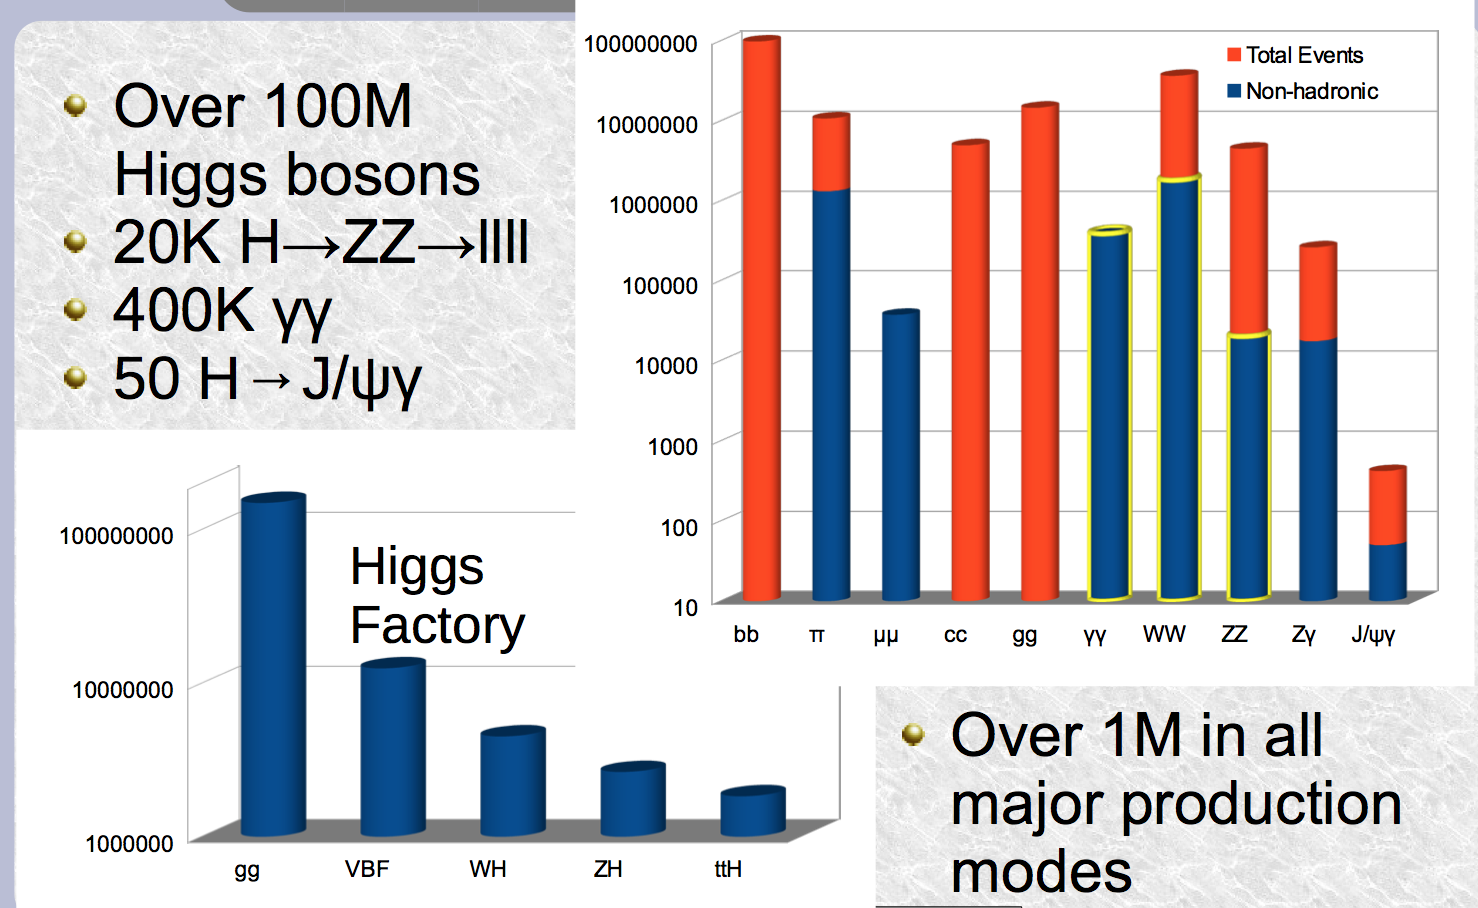 Over 100M
Higgs bosons
20K H→ZZ→llll
400K γγ
50 H→J/ψγ
100000000
10000000
1000000
100000
10000
1000
100
10
Total Events
Non-hadronic
bb π μμ cc gg γγ WW ZZ Zγ J/ψγ
100000000
10000000
1000000
Higgs
Factory
gg VBF WH ZH ttH
Over 1M in all
major production
modes